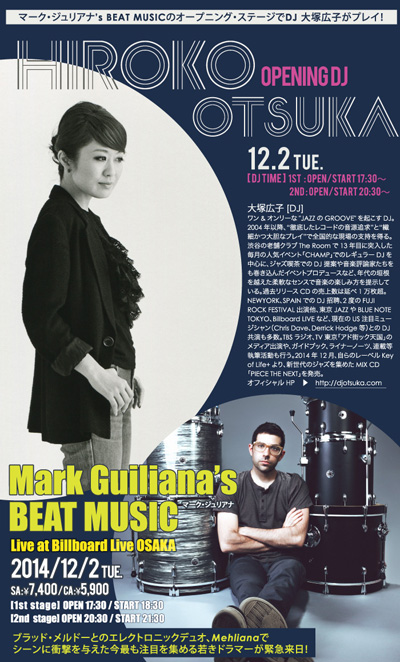 マーク・ジュリアナ's BEAT MUSICのオープニング・ステージでDJ 大塚広子がプレイ!
HIROKO
OPENING DJ
OTSUKA
12.2 TUE.
[DJ TIME] 1ST : OPEN/START 17:30~
2ND : OPEN/START 20:30~
大塚広子 [DJ]
ワン & オンリーな "JAZZ の GROOVE" を起こす DJ。
2004 年以降、"徹底したレコードの音源追求"と"繊
細かつ大胆なプレイ"で全国的な現場の支持を得る。
渋谷の老舗クラブ The Room で 13 年目に突入した
毎月の人気イベント「CHAMP」でのレギュラー DJ を
中心に、ジャズ喫茶での DJ 提案や音楽評論家たちを
も巻き込んだイベントプロデュースなど、年代の垣根
を越えた柔軟なセンスで音楽の楽しみ方を提示して
いる。過去リリース CD の売上数は延べ 1 万枚超。
NEWYORK、SPAIN での DJ 招聘、2 度の FUJI
ROCK FESTIVAL 出演他、東京 JAZZ や BLUE NOTE
TOKYO、Billboard LIVE など、現在の US 注目ミュー
ジシャン(Chris Dave、Derrick Hodge 等)との DJ
共演も多数。TBS ラジオ、TV 東京「アド街ック天国」の
メディア出演や、ガイドブック、ライナーノーツ、連載等
執筆活動も行う。2014 年 12 月、自らのレーベル Key
of Life+ より、新世代のジャズを集めた MIX CD
「PIECE THE NEXT」を発売。
オフィシャル HP ▶ http://djotsuka.com
Mark Guiliana's
マーク・ジュリアナ
BEAT MUSIC
Live at Billboard Live OSAKA
2014/12/2 TUE.
SA:¥7,400/CA:¥5,900
[1st stage] OPEN 17:30 / START 18:30
[2nd stage] OPEN 20:30 / START 21:30
ブラッド・メルドーとのエレクトロニックデュオ、Mehlianaで
シーンに衝撃を与えた今最も注目を集める若きドラマーが緊急来日!